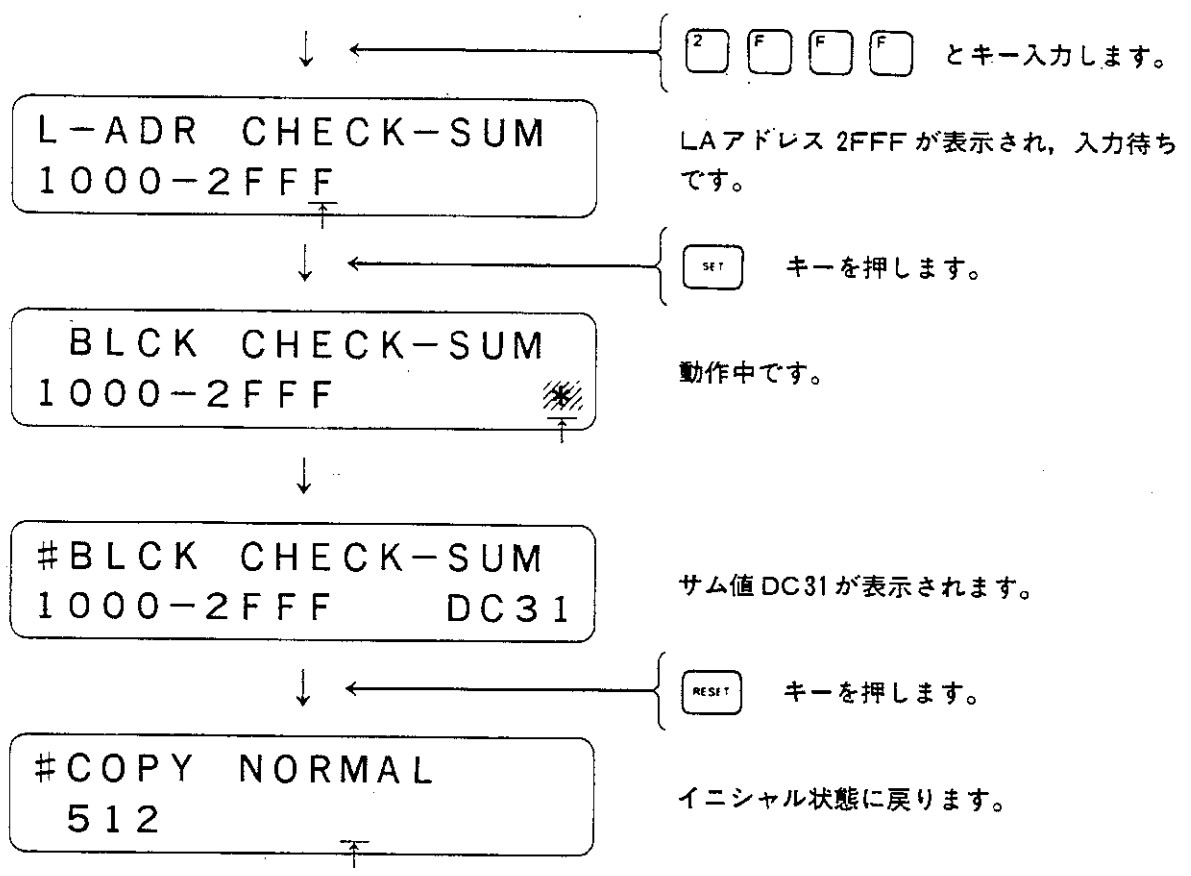 2 F F F とキー入力します。
L-ADR CHECK-SUM
1000-2FFF
LAアドレス 2FFF が表示され，入力待ち
です。
SET キーを押します。
BLCK CHECK-SUM
1000-2FFF *
動作中です。
#BLCK CHECK-SUM
1000-2FFF DC31
サム値 DC31 が表示されます。
RESET キーを押します。
#COPY NORMAL
512
イニシャル状態に戻ります。